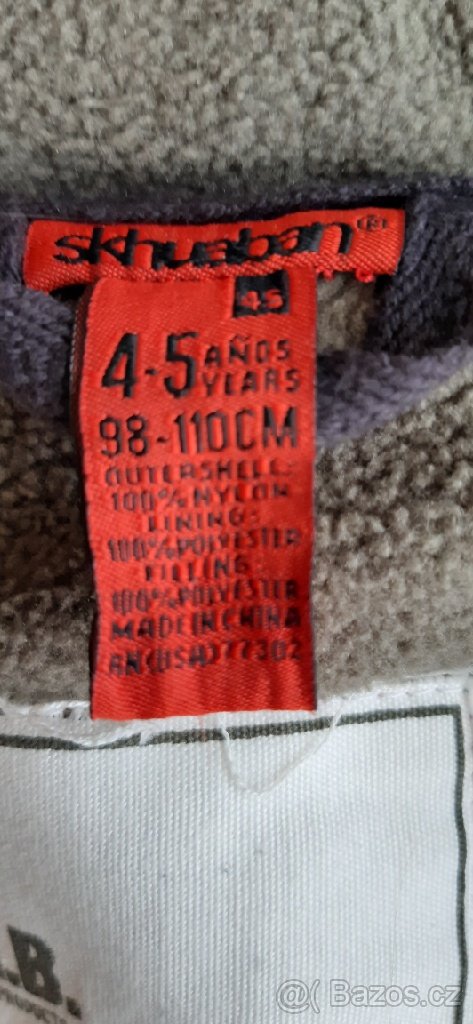 skhuaban®
45
4-5 AÑOS
YEARS
98-110CM
OUTERSHELL:
100% NYLON
LINING:
100%POLYESTER
FILLING
100%POLYESTER
MADE IN CHINA
RN(USA)77302
.B.
@( Bazoš.cz